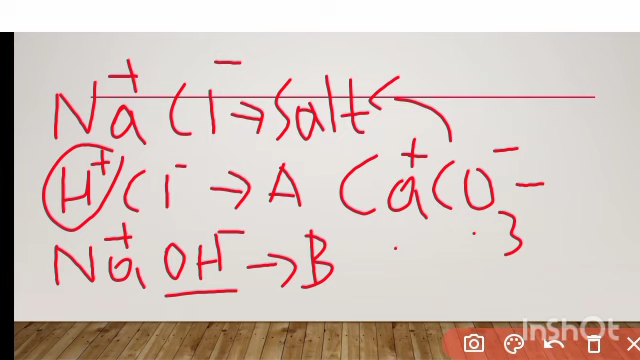 Na⁺Cl⁻ → Salt
H⁺Cl⁻ → A Ca⁺CO₃⁻⁻
Na⁺OH⁻ → B
InShOt